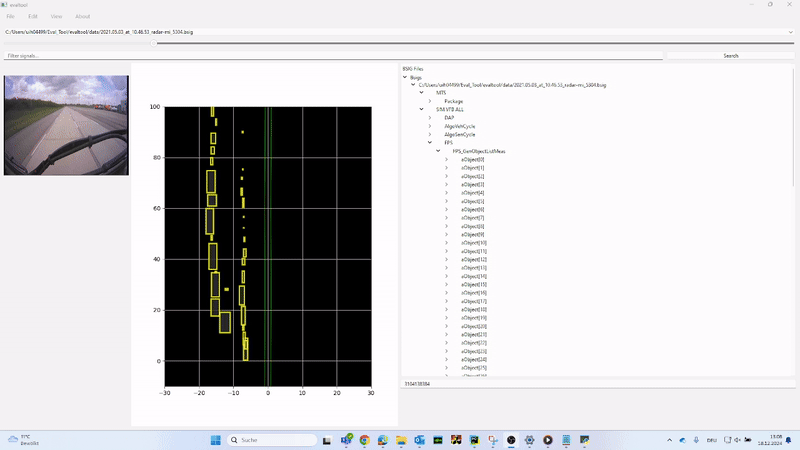 evaltool
File Edit View About
C:/Users/uih04499/Eval_Tool/evaltool/data/2021.05.03_at_10.46.53_radar-mi_5304.bsig
Filter signals...
Search
BSIG Files
Bsigs
C:/Users/uih04499/Eval_Tool/evaltool/data/2021.05.03_at_10.46.53_radar-mi_5304.bsig
MTS
Package
SIM VFB ALL
DAP
AlgoVehCycle
AlgoSenCycle
FPS
FPS_GenObjectListMeas
aObject[0]
aObject[1]
aObject[2]
aObject[3]
aObject[4]
aObject[5]
aObject[6]
aObject[7]
aObject[8]
aObject[9]
aObject[10]
aObject[11]
aObject[12]
aObject[13]
aObject[14]
aObject[15]
aObject[16]
aObject[17]
aObject[18]
aObject[19]
aObject[20]
aObject[21]
aObject[22]
aObject[23]
aObject[24]
aObject[25]
100
80
60
40
20
0
−30 −20 −10 0 10 20 30
11°C
Bewölkt
Suche
DEU
13:08
18.12.2024